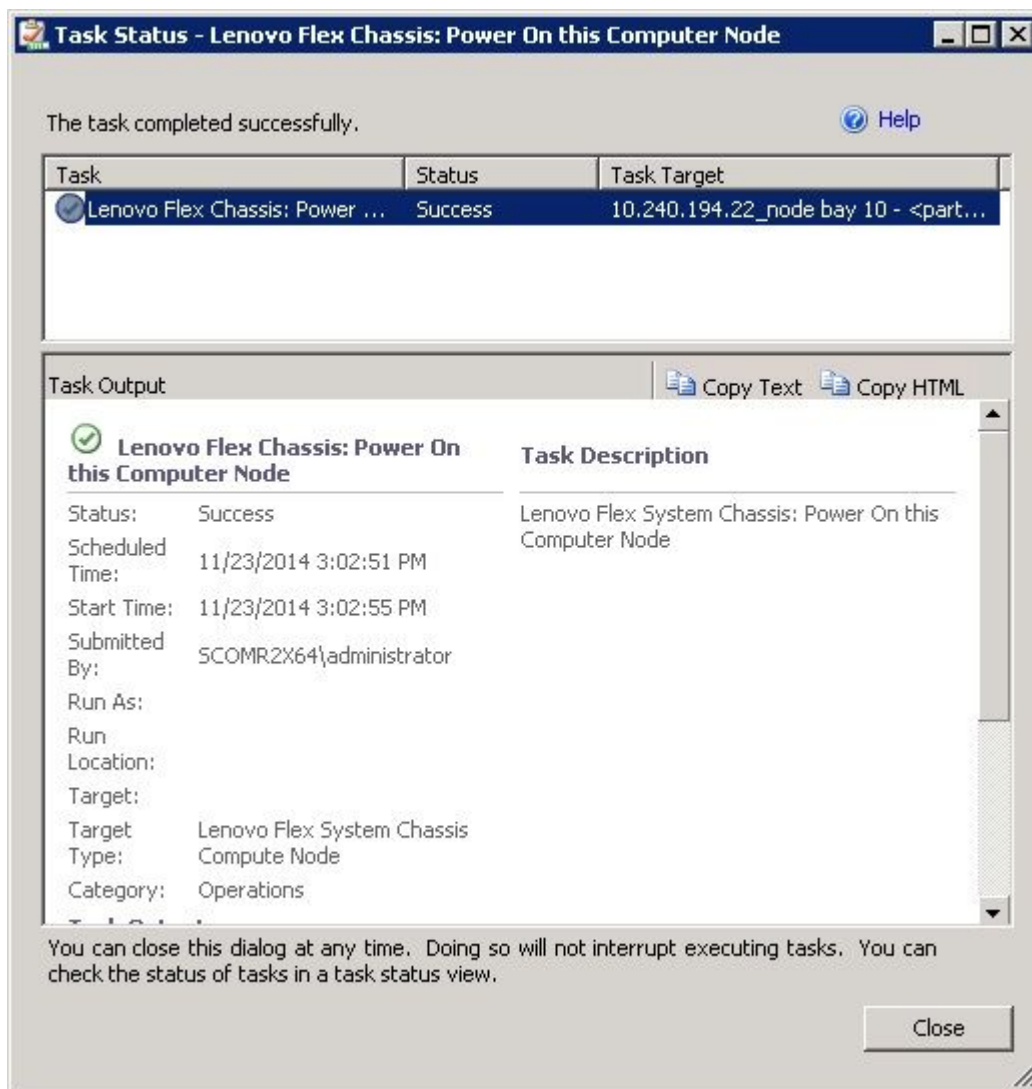 Task Status - Lenovo Flex Chassis: Power On this Computer Node
The task completed successfully.
Help
Task Status Task Target
Lenovo Flex Chassis: Power ... Success 10.240.194.22_node bay 10 - <part...
Task Output
Copy Text Copy HTML
Lenovo Flex Chassis: Power On
this Computer Node
Task Description
Lenovo Flex System Chassis: Power On this
Computer Node
Status: Success
Scheduled
Time: 11/23/2014 3:02:51 PM
Start Time: 11/23/2014 3:02:55 PM
Submitted
By: SCOMR2X64\administrator
Run As:
Run
Location:
Target:
Target Lenovo Flex System Chassis
Type: Compute Node
Category: Operations
You can close this dialog at any time. Doing so will not interrupt executing tasks. You can
check the status of tasks in a task status view.
Close